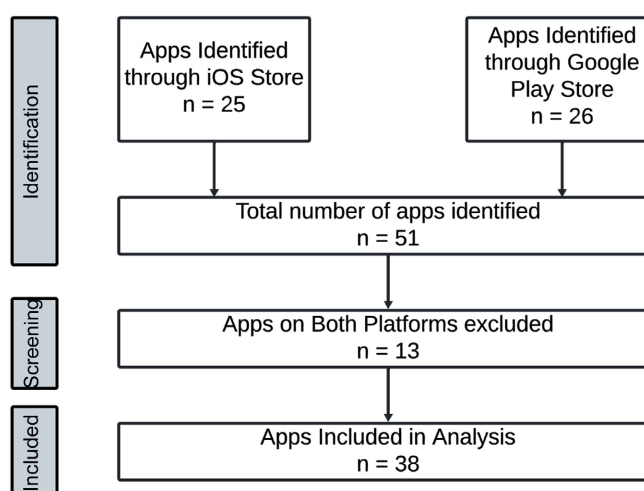 Identification
Apps Identified
through iOS Store
n = 25
Apps Identified
through Google
Play Store
n = 26
Total number of apps identified
n = 51
Screening
Apps on Both Platforms excluded
n = 13
Included
Apps Included in Analysis
n = 38